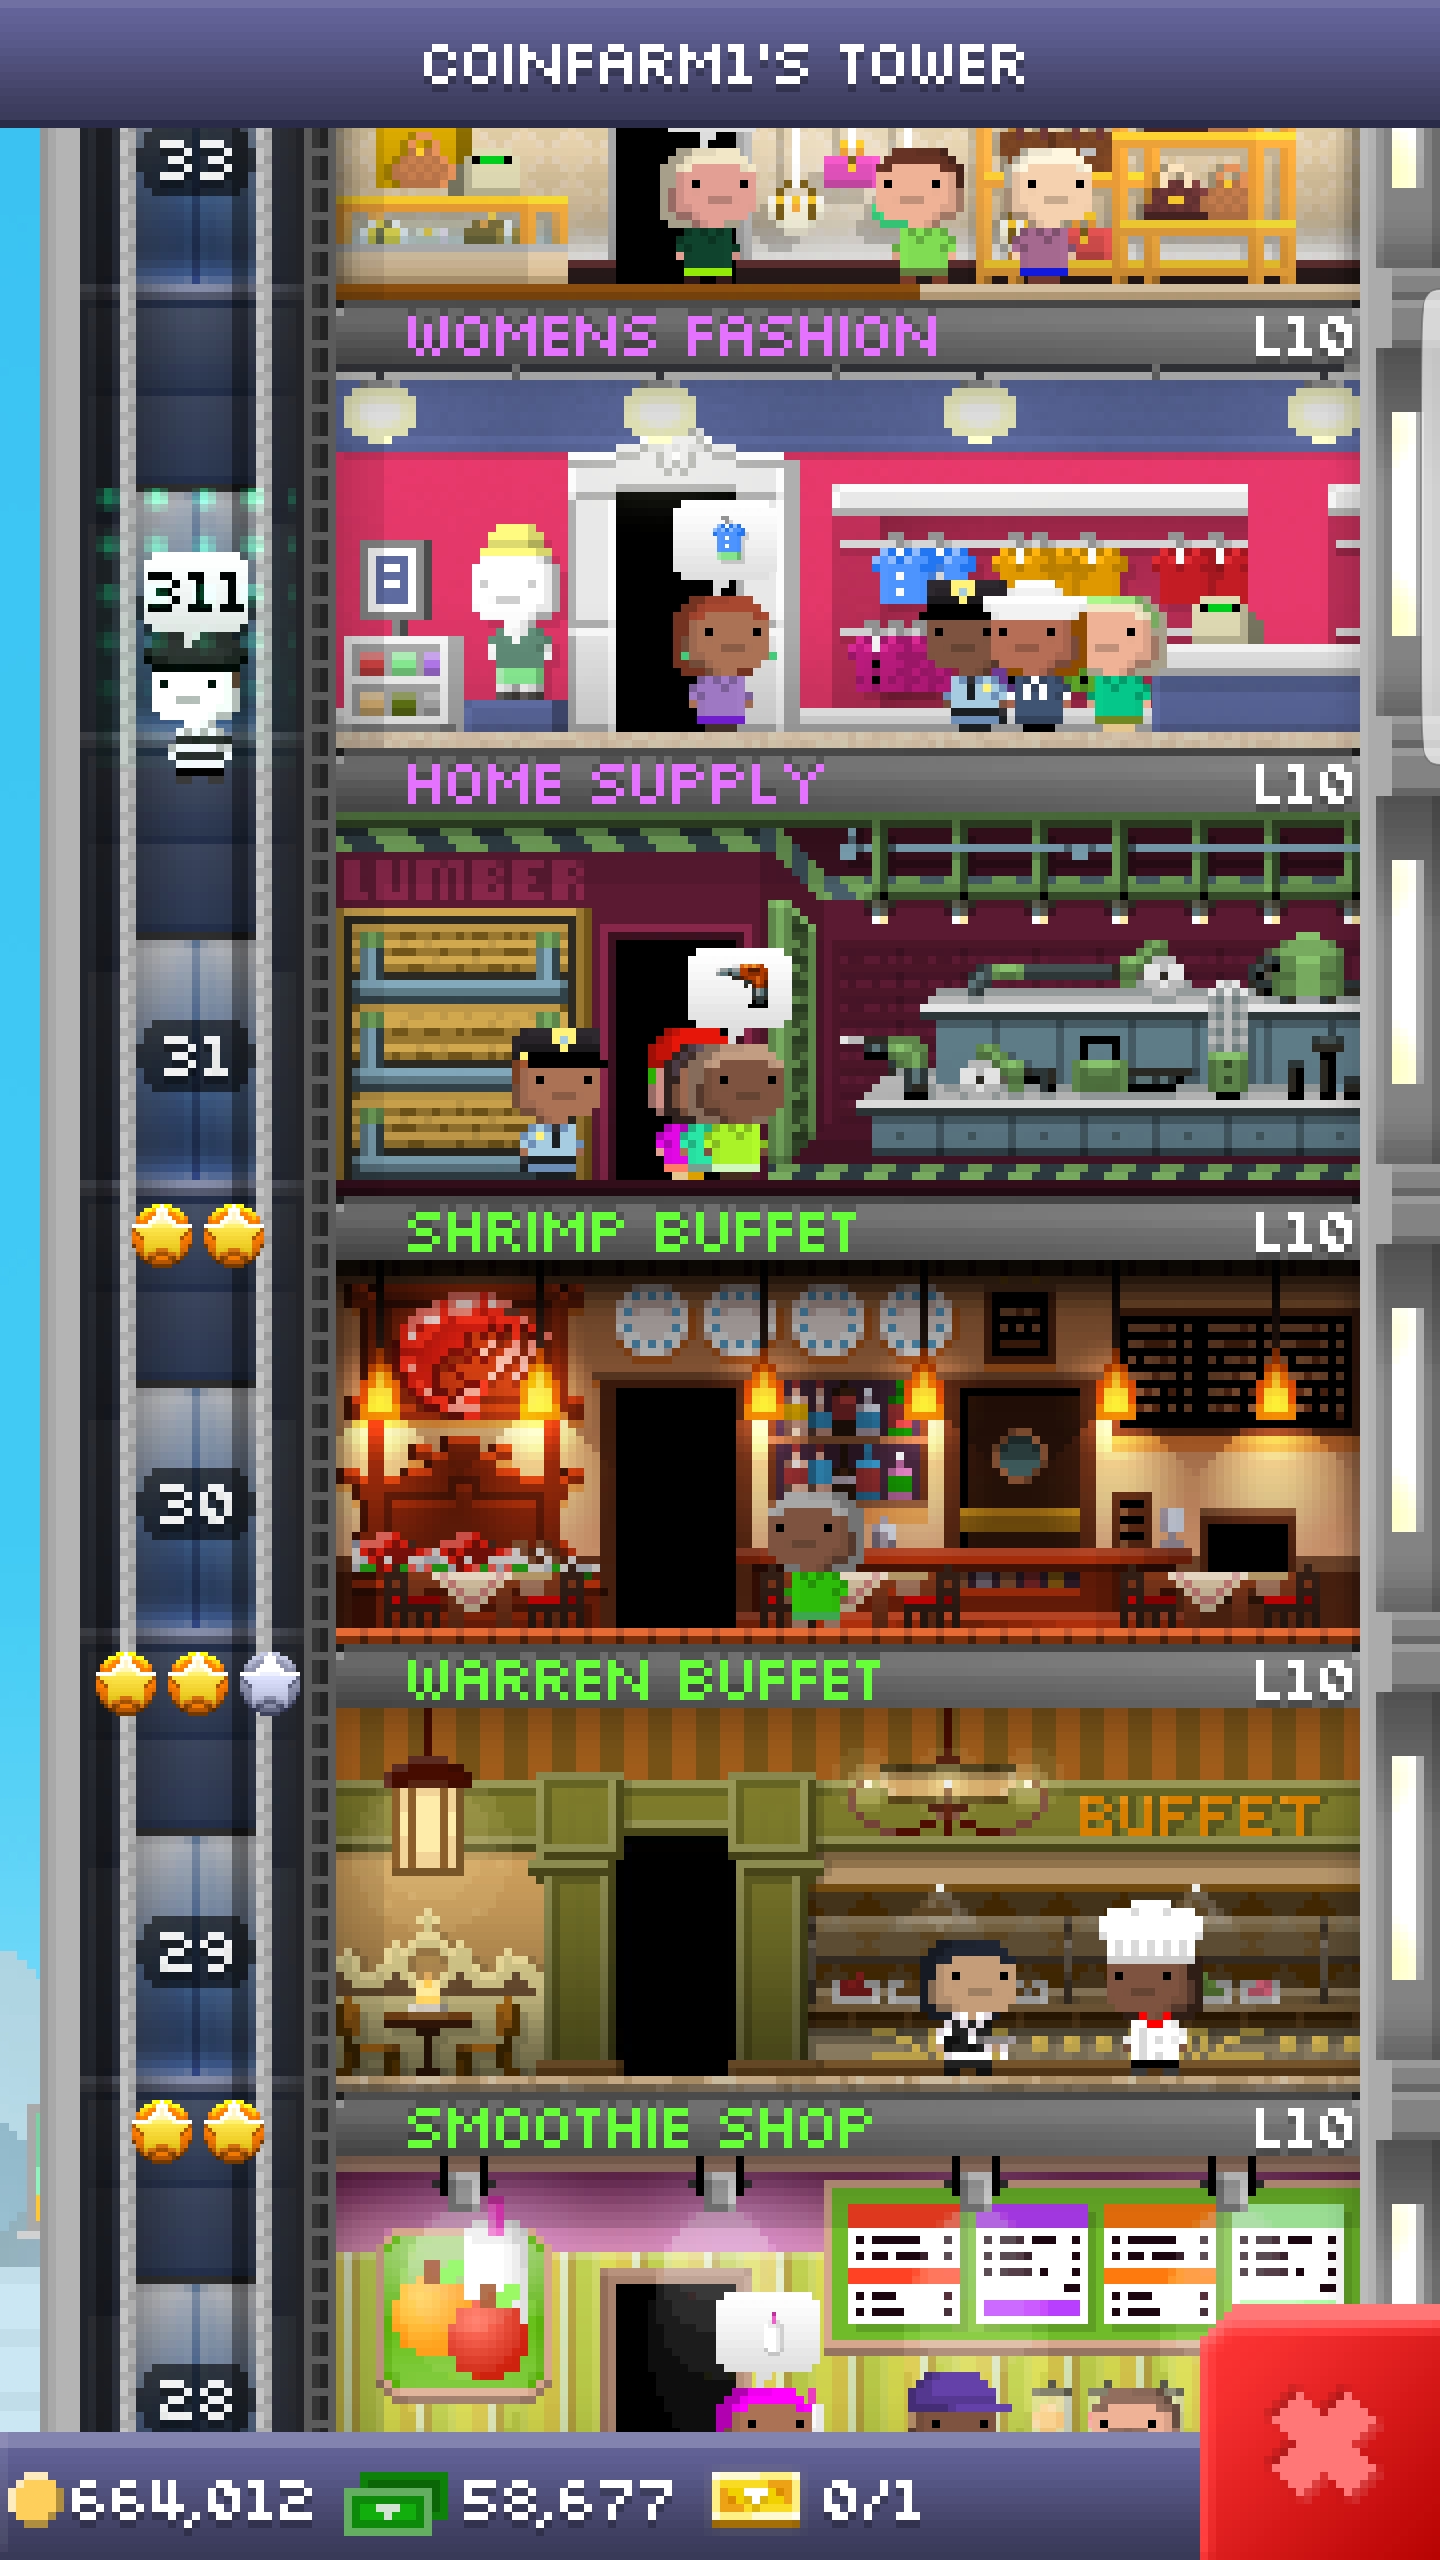 COINFARM1'S TOWER
33
WOMENS FASHION L10
311
HOME SUPPLY L10
LUMBER
31
SHRIMP BUFFET L10
30
WARREN BUFFET L10
BUFFET
29
SMOOTHIE SHOP L10
28
664,012 58,677 0/1